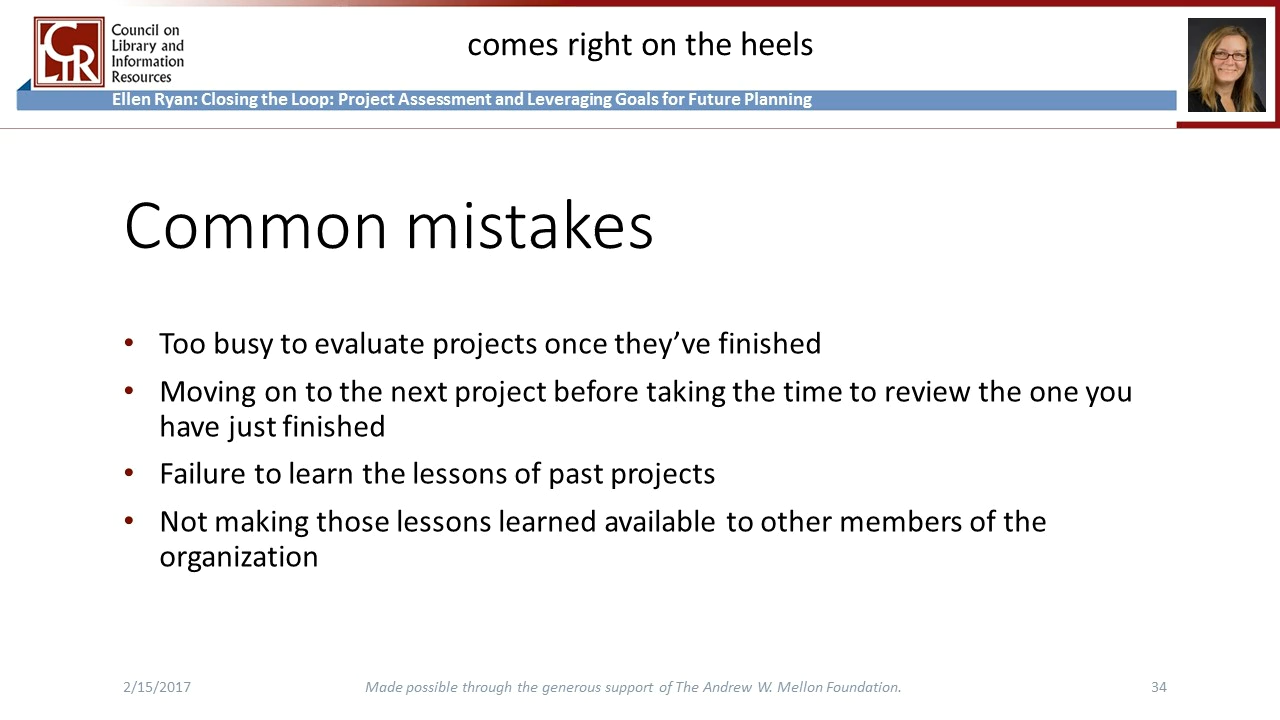 CLIR
Council on
Library and
Information
Resources
comes right on the heels
Ellen Ryan: Closing the Loop: Project Assessment and Leveraging Goals for Future Planning
Common mistakes
• Too busy to evaluate projects once they’ve finished
• Moving on to the next project before taking the time to review the one you
have just finished
• Failure to learn the lessons of past projects
• Not making those lessons learned available to other members of the
organization
2/15/2017
Made possible through the generous support of The Andrew W. Mellon Foundation.
34